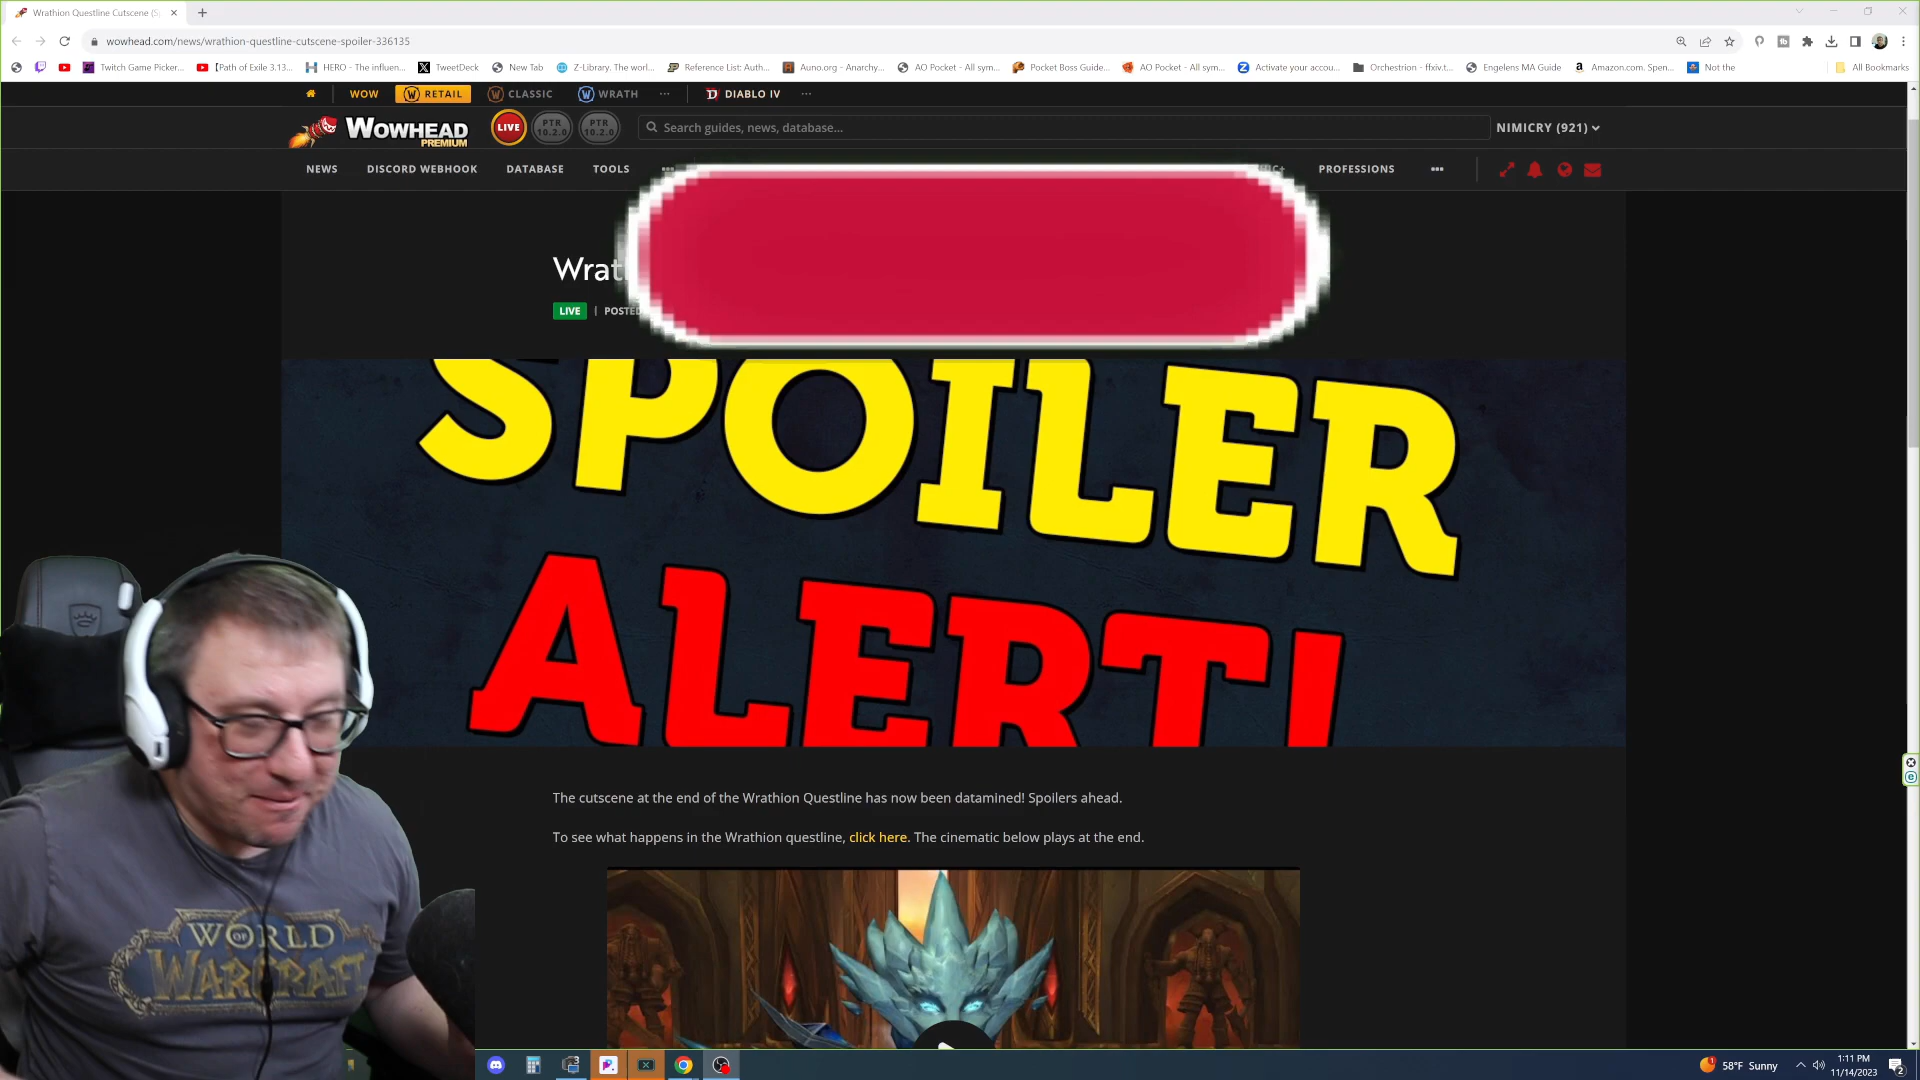 Wrathion Questline Cutscene (S
wowhead.com/news/wrathion-questline-cutscene-spoiler-336135
Twitch Game Picker... [Path of Exile 3.13... HERO - The influen... TweetDeck New Tab Z-Library. The worl... Reference List: Auth... Auno.org - Anarchy... AO Pocket - All sym... Pocket Boss Guide... AO Pocket - All sym... Activate your accou... Orchestrion - ffxiv.t... Engelens MA Guide Amazon.com. Spen... Not the All Bookmarks
WOW RETAIL CLASSIC WRATH ... DIABLO IV ...
WOWHEAD PREMIUM LIVE PTR 10.2.0 PTR 10.2.0 Search guides, news, database... NIMICRY (921)
NEWS DISCORD WEBHOOK DATABASE TOOLS PROFESSIONS
Wrat
LIVE | POSTED
SPOILER
ALERT!
The cutscene at the end of the Wrathion Questline has now been datamined! Spoilers ahead.
To see what happens in the Wrathion questline, click here. The cinematic below plays at the end.
WORLD
OF
WARCRAFT
58°F Sunny
1:11 PM
11/14/2023